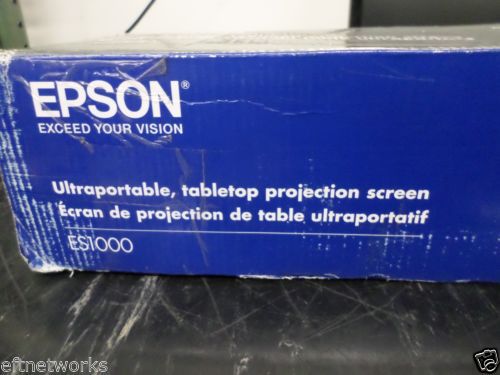 EPSON®
EXCEED YOUR VISION
Ultraportable, tabletop projection screen
Écran de projection de table ultraportatif
ES1000
eftnetworks